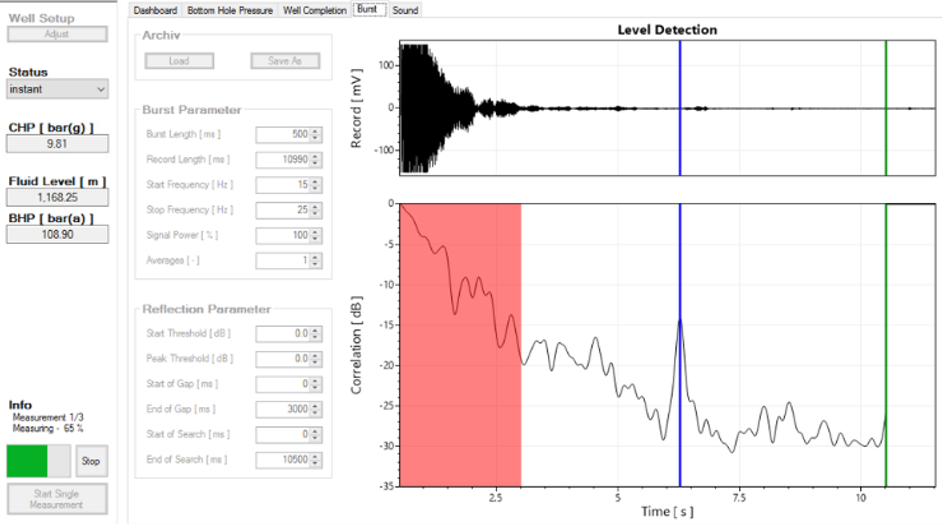 Well Setup
Adjust
Status
instant
CHP [ bar(g) ]
9.81
Fluid Level [ m ]
1,168.25
BHP [ bar(a) ]
108.90
Info
Measurement 1/3
Measuring - 65 %
Stop
Start Single
Measurement
Dashboard Bottom Hole Pressure Well Completion Burst Sound
Archiv
Load Save As
Burst Parameter
Burst Length [ ms ] 500
Record Length [ ms ] 10990
Start Frequency [ Hz ] 15
Stop Frequency [ Hz ] 25
Signal Power [ % ] 100
Averages [ - ] 1
Reflection Parameter
Start Threshold [ dB ] 0.0
Peak Threshold [ dB ] 0.0
Start of Gap [ ms ] 0
End of Gap [ ms ] 3000
Start of Search [ ms ] 0
End of Search [ ms ] 10500
Level Detection
Record [ mV ]
100
0
-100
Correlation [ dB ]
0
-5
-10
-15
-20
-25
-30
-35
2.5 5 7.5 10
Time [ s ]